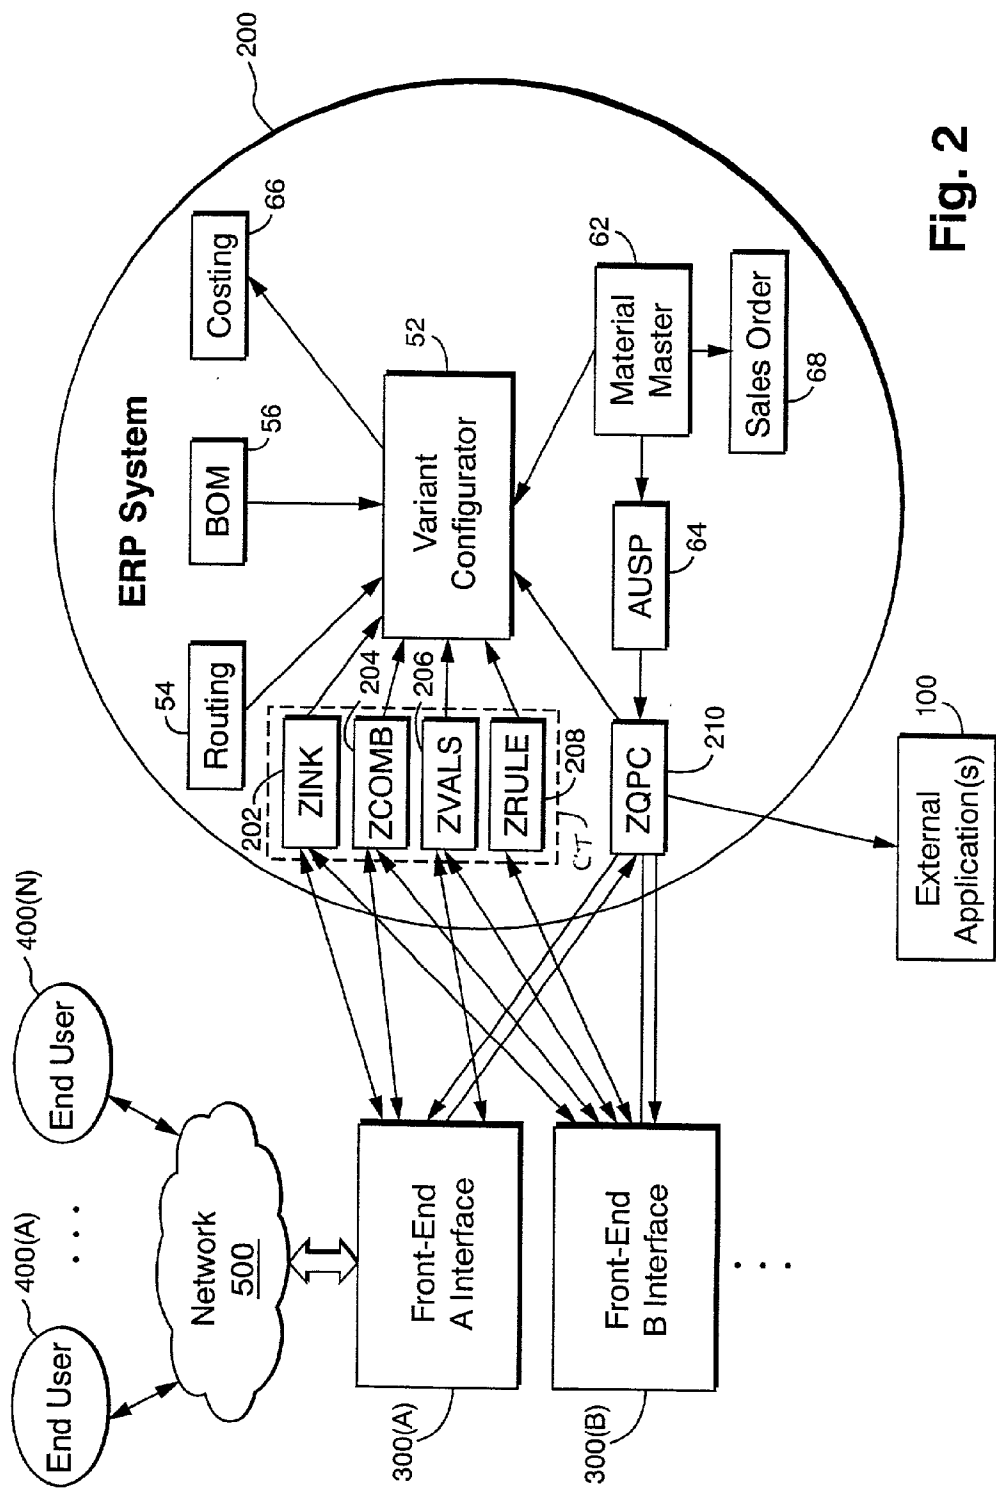 400(A)
End User
. . .
400(N)
End User
Network
500
300(A)
Front-End
A Interface
300(B)
Front-End
B Interface
. . .
ERP System
200
54
Routing
BOM
56
Costing
66
202
ZINK
204
ZCOMB
206
ZVALS
ZRULE
208
CT
Variant
Configurator
52
ZQPC
210
AUSP
64
Material
Master
62
Sales Order
68
External
Application(s)
100
Fig. 2